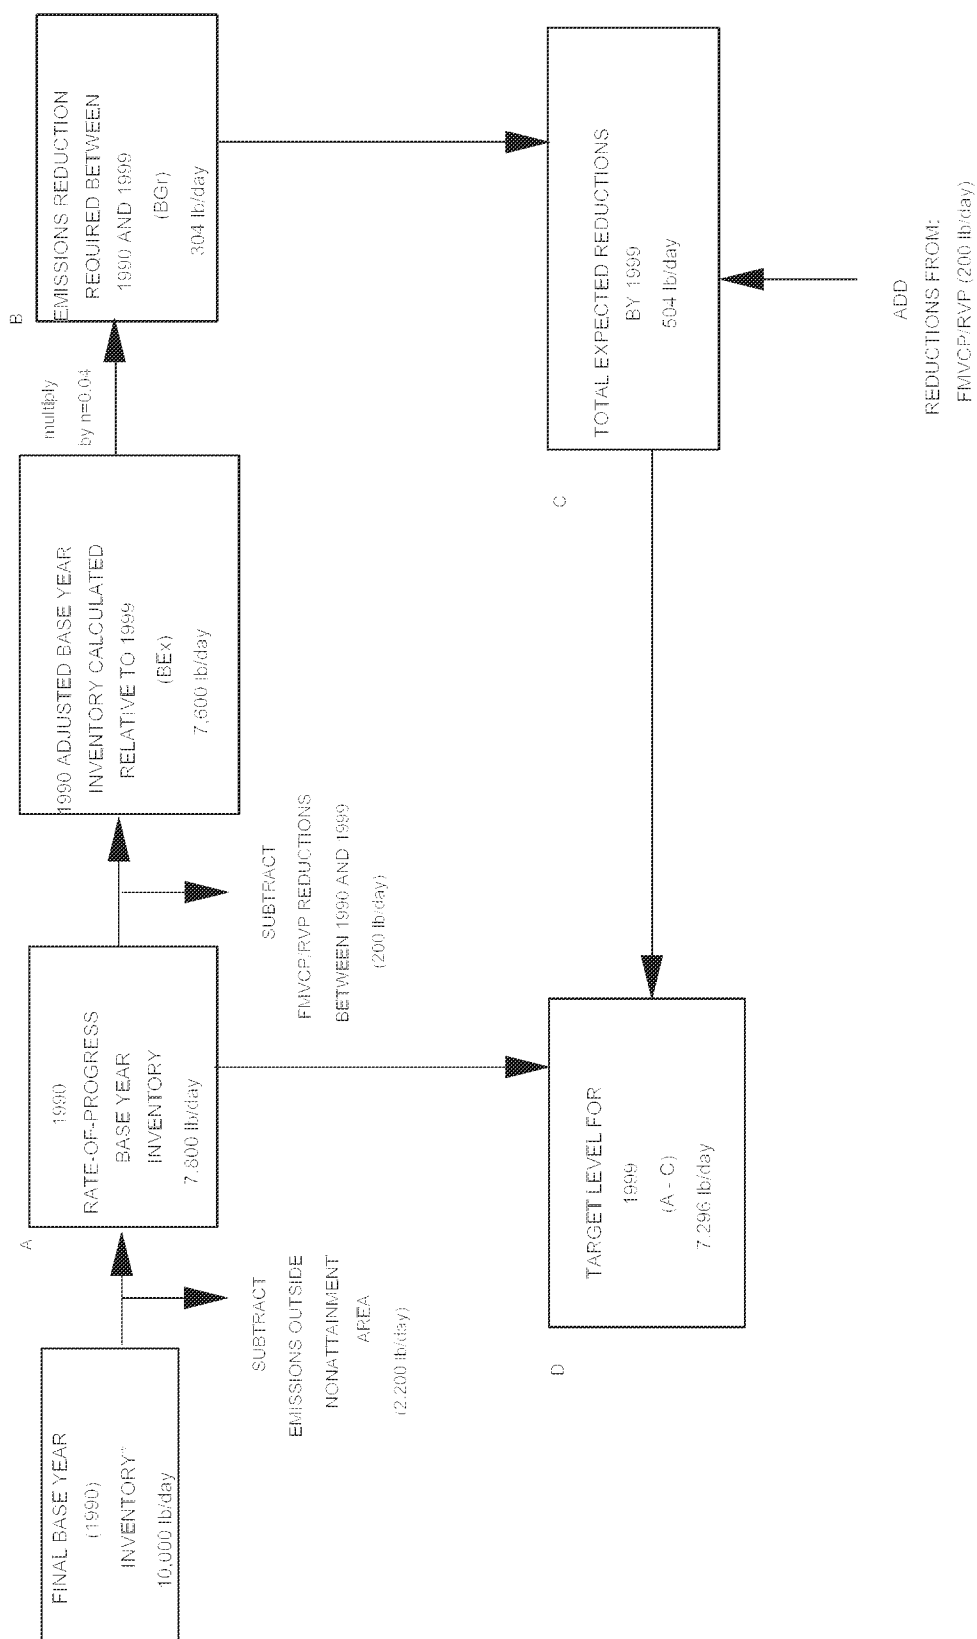 FINAL BASE YEAR
(1990)
INVENTORY"
10,000 lb/day
SUBTRACT
EMISSIONS OUTSIDE
NONATTAINMENT
AREA
(2,200 lb/day)
A
1990
RATE-OF-PROGRESS
BASE YEAR
INVENTORY
7,800 lb/day
SUBTRACT
FMVCP/RVP REDUCTIONS
BETWEEN 1990 AND 1999
(200 lb/day)
1990 ADJUSTED BASE YEAR
INVENTORY CALCULATED
RELATIVE TO 1999
(BEx)
7,600 lb/day
multiply
by n=0.04
B
EMISSIONS REDUCTION
REQUIRED BETWEEN
1990 AND 1999
(BGr)
304 lb/day
C
TOTAL EXPECTED REDUCTIONS
BY 1999
504 lb/day
ADD
REDUCTIONS FROM:
FMVCP/RVP (200 lb/day)
D
TARGET LEVEL FOR
1999
(A - C)
7,296 lb/day